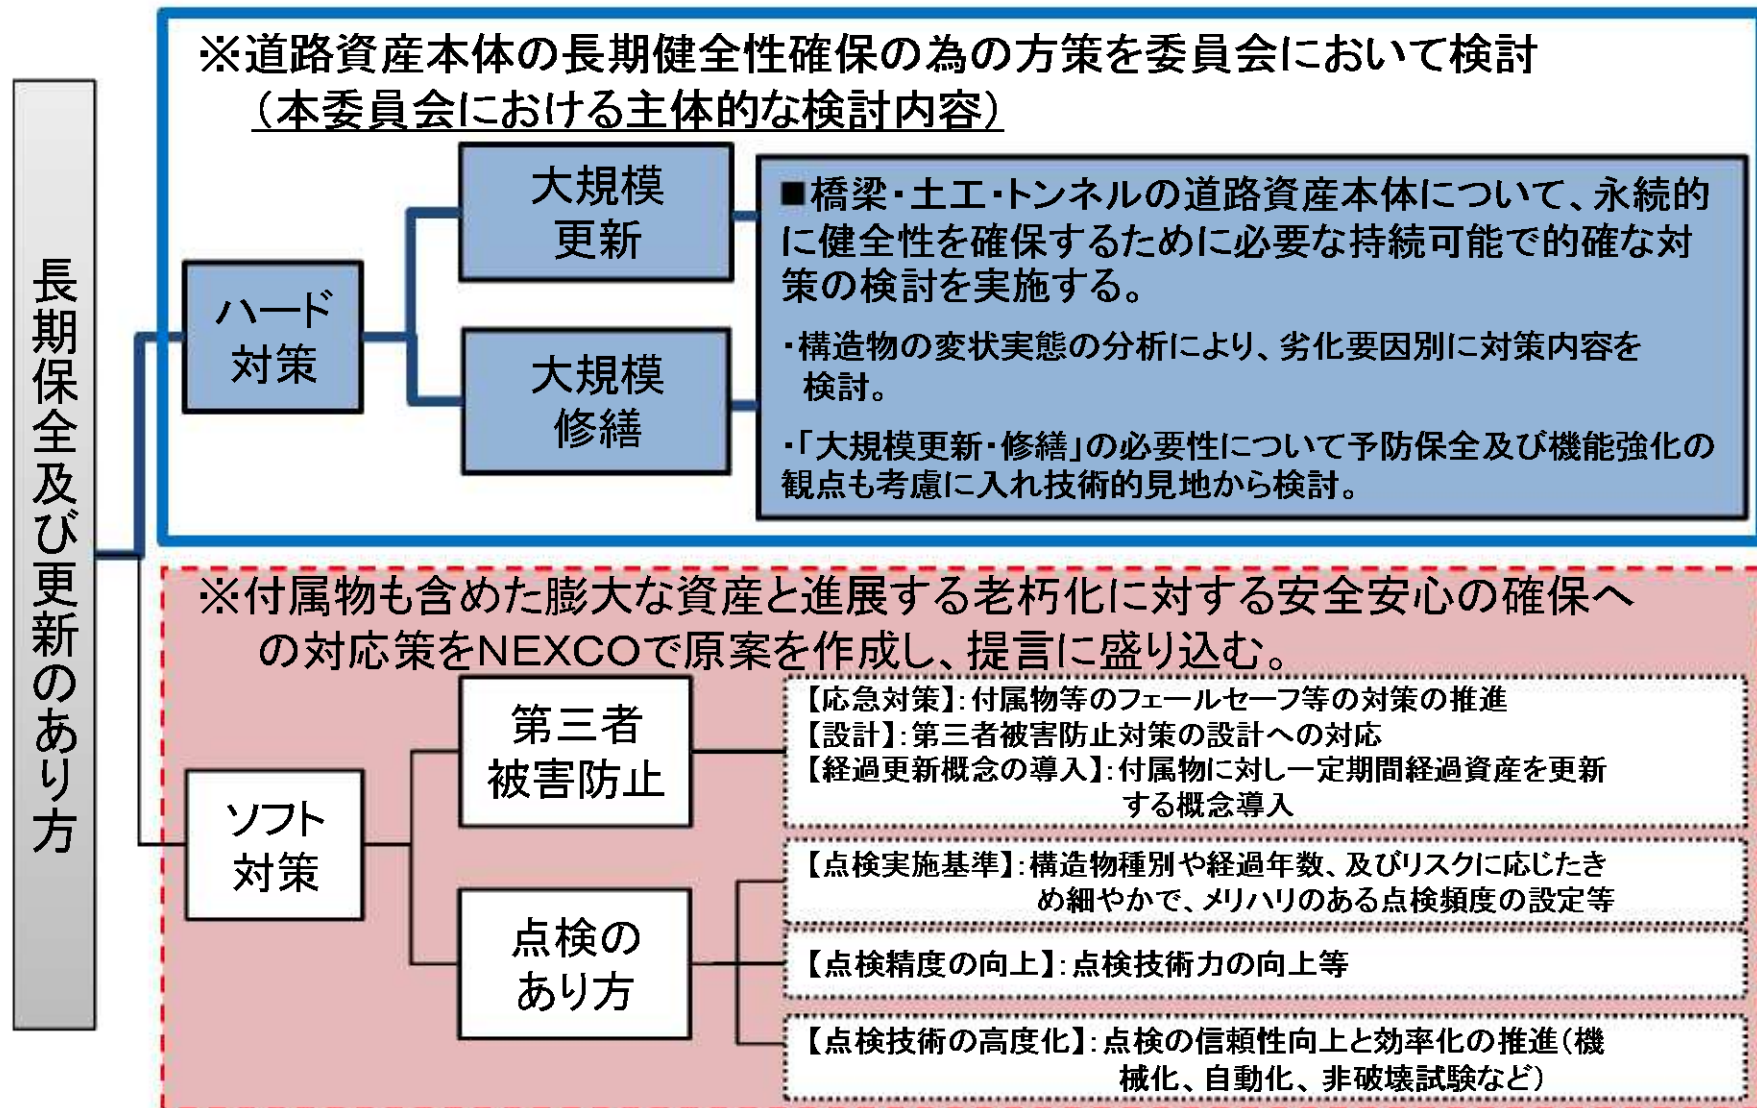 長期保全及び更新のあり方
※道路資産本体の長期健全性確保の為の方策を委員会において検討
(本委員会における主体的な検討内容)
ハード
対策
大規模
更新
大規模
修繕
■橋梁・土工・トンネルの道路資産本体について、永続的
に健全性を確保するために必要な持続可能で的確な対
策の検討を実施する。
・構造物の変状実態の分析により、劣化要因別に対策内容を
検討。
・「大規模更新・修繕」の必要性について予防保全及び機能強化の
観点も考慮に入れ技術的見地から検討。
※付属物も含めた膨大な資産と進展する老朽化に対する安全安心の確保へ
の対応策をNEXCOで原案を作成し、提言に盛り込む。
ソフト
対策
第三者
被害防止
【応急対策】:付属物等のフェールセーフ等の対策の推進
【設計】:第三者被害防止対策の設計への対応
【経過更新概念の導入】:付属物に対し一定期間経過資産を更新
する概念導入
点検の
あり方
【点検実施基準】:構造物種別や経過年数、及びリスクに応じたき
め細やかで、メリハリのある点検頻度の設定等
【点検精度の向上】:点検技術力の向上等
【点検技術の高度化】:点検の信頼性向上と効率化の推進(機
械化、自動化、非破壊試験など)